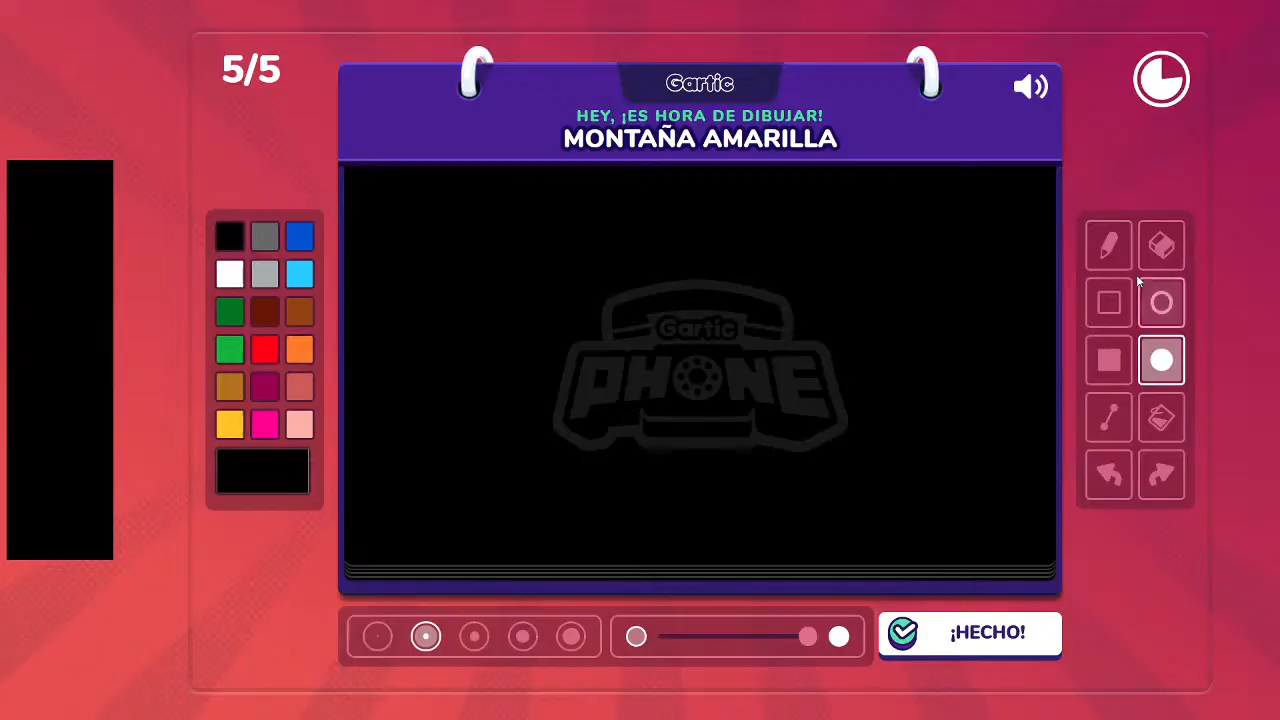 5/5
Gartic
HEY, ¡ES HORA DE DIBUJAR!
MONTAÑA AMARILLA
Gartic
PHONE
¡HECHO!